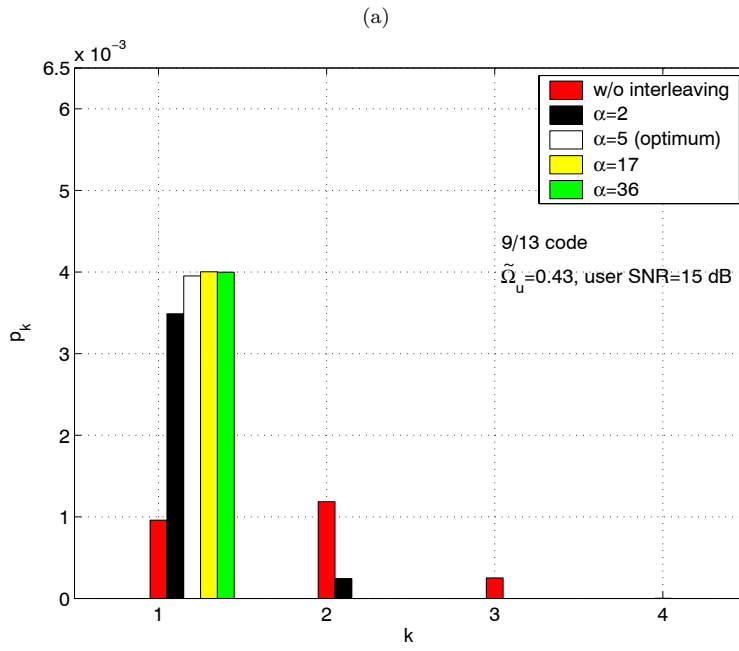 (a)
x 10⁻³
6.5
6
5
4
3
2
1
0
p_k
1
2
3
4
k
w/o interleaving
α=2
α=5 (optimum)
α=17
α=36
9/13 code
Ω̃_u=0.43, user SNR=15 dB